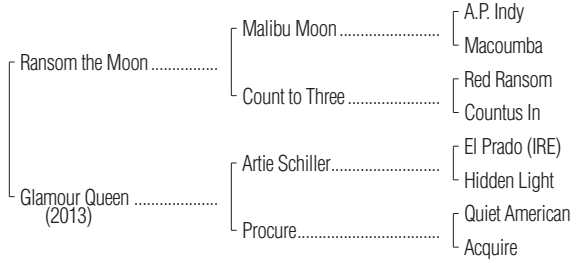 A.P. Indy
Malibu Moon ....................
Macoumba
Ransom the Moon ................
Red Ransom
Count to Three ..................
Countus In
El Prado (IRE)
Artie Schiller......................
Hidden Light
Glamour Queen ...................
(2013)
Quiet American
Procure............................
Acquire